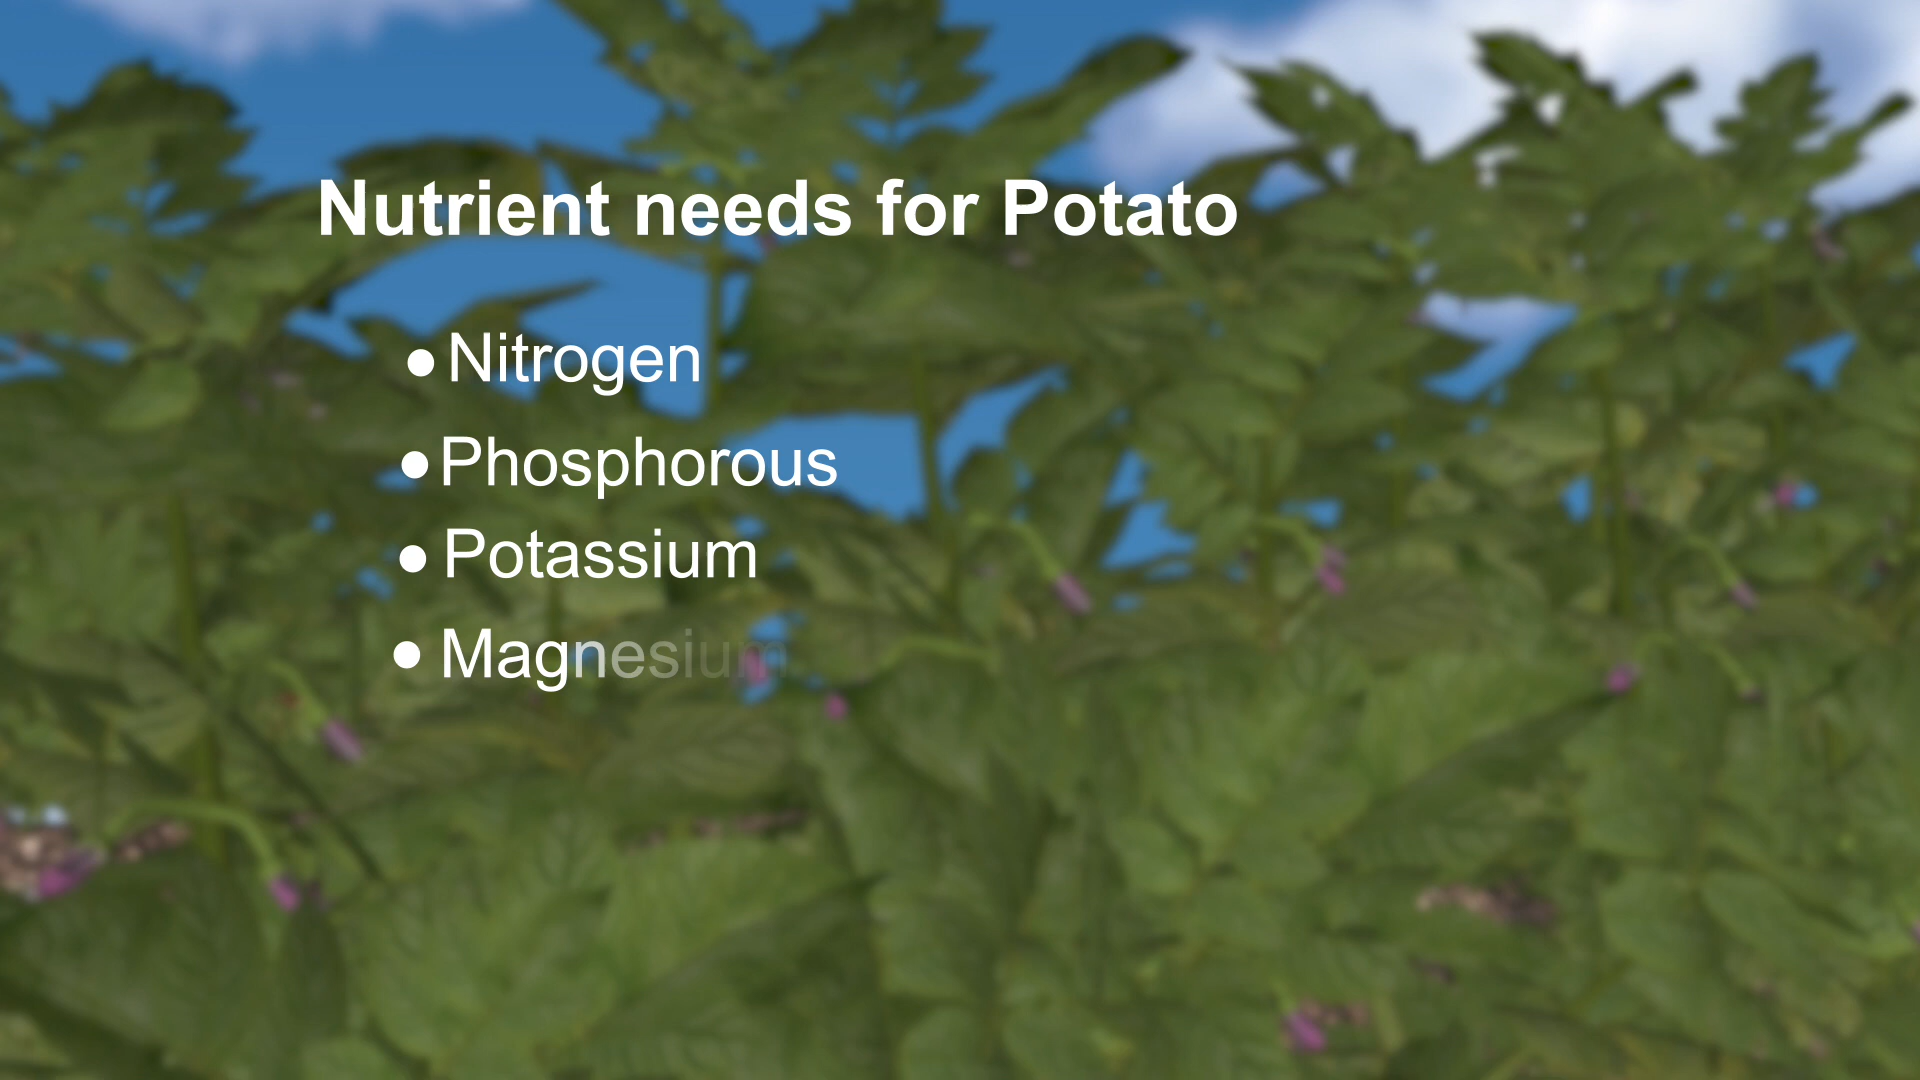 Nutrient needs for Potato
• Nitrogen
• Phosphorous
• Potassium
• Magnesium